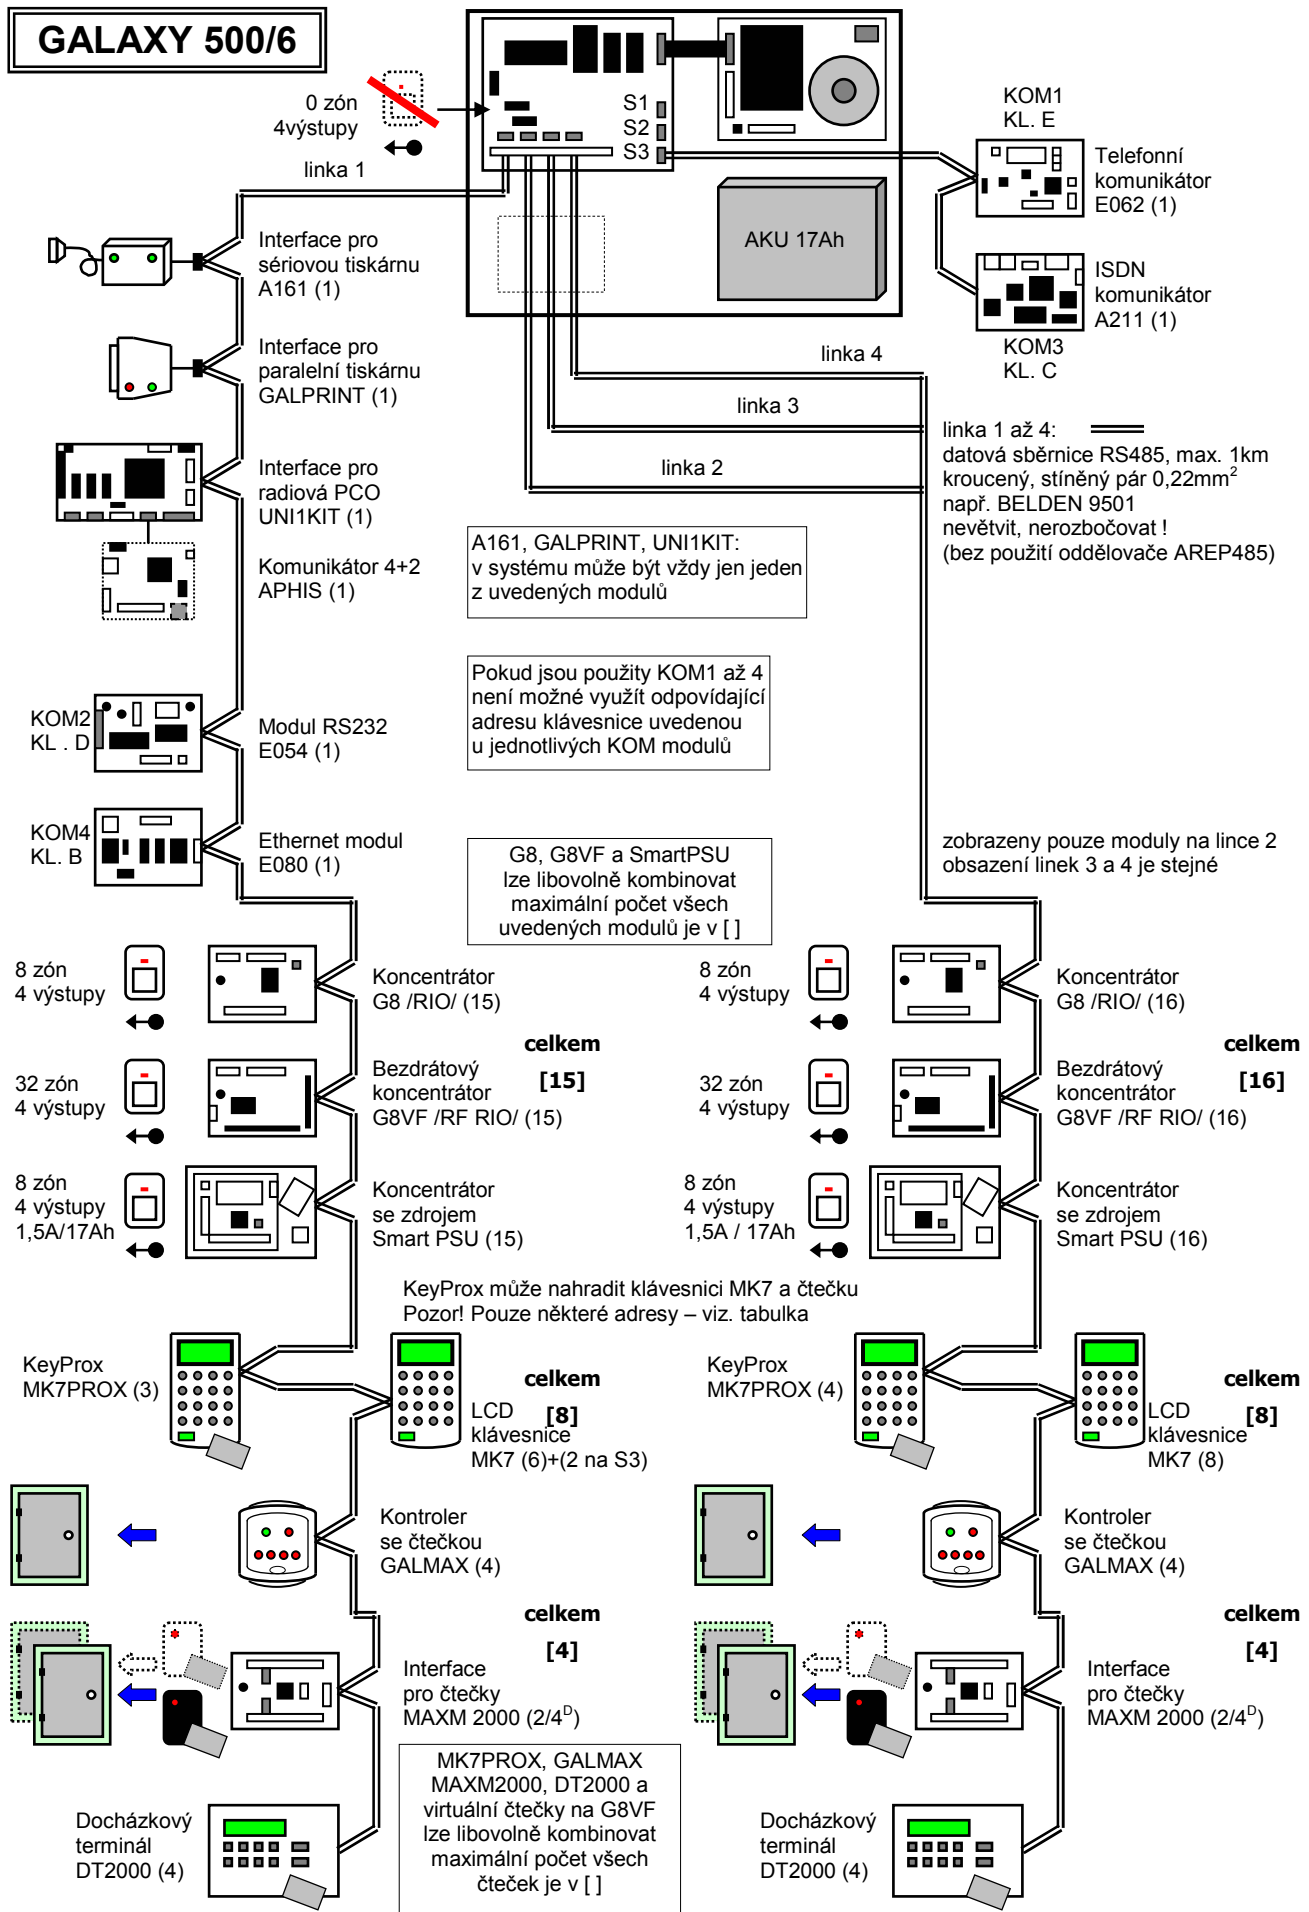 GALAXY 500/6
0 zón
4výstupy
S1
S2
S3
AKU 17Ah
KOM1
KL. E
Telefonní
komunikátor
E062 (1)
ISDN
komunikátor
A211 (1)
KOM3
KL. C
linka 1
linka 4
linka 3
linka 2
Interface pro
sériovou tiskárnu
A161 (1)
Interface pro
paralelní tiskárnu
GALPRINT (1)
Interface pro
radiová PCO
UNI1KIT (1)
Komunikátor 4+2
APHIS (1)
KOM2
KL . D
Modul RS232
E054 (1)
KOM4
KL. B
Ethernet modul
E080 (1)
linka 1 až 4:
datová sběrnice RS485, max. 1km
kroucený, stíněný pár 0,22mm²
např. BELDEN 9501
nevětvit, nerozbočovat !
(bez použití oddělovače AREP485)
A161, GALPRINT, UNI1KIT:
v systému může být vždy jen jeden
z uvedených modulů
Pokud jsou použity KOM1 až 4
není možné využít odpovídající
adresu klávesnice uvedenou
u jednotlivých KOM modulů
G8, G8VF a SmartPSU
lze libovolně kombinovat
maximální počet všech
uvedených modulů je v [ ]
zobrazeny pouze moduly na lince 2
obsazení linek 3 a 4 je stejné
8 zón
4 výstupy
Koncentrátor
G8 /RIO/ (15)
celkem
[15]
32 zón
4 výstupy
Bezdrátový
koncentrátor
G8VF /RF RIO/ (15)
8 zón
4 výstupy
1,5A/17Ah
Koncentrátor
se zdrojem
Smart PSU (15)
8 zón
4 výstupy
Koncentrátor
G8 /RIO/ (16)
celkem
[16]
32 zón
4 výstupy
Bezdrátový
koncentrátor
G8VF /RF RIO/ (16)
8 zón
4 výstupy
1,5A / 17Ah
Koncentrátor
se zdrojem
Smart PSU (16)
KeyProx může nahradit klávesnici MK7 a čtečku
Pozor! Pouze některé adresy – viz. tabulka
KeyProx
MK7PROX (3)
celkem
[8]
LCD
klávesnice
MK7 (6)+(2 na S3)
Kontroler
se čtečkou
GALMAX (4)
celkem
[4]
Interface
pro čtečky
MAXM 2000 (2/4ᴰ)
Docházkový
terminál
DT2000 (4)
MK7PROX, GALMAX
MAXM2000, DT2000 a
virtuální čtečky na G8VF
lze libovolně kombinovat
maximální počet všech
čteček je v [ ]
KeyProx
MK7PROX (4)
celkem
[8]
LCD
klávesnice
MK7 (8)
Kontroler
se čtečkou
GALMAX (4)
celkem
[4]
Interface
pro čtečky
MAXM 2000 (2/4ᴰ)
Docházkový
terminál
DT2000 (4)